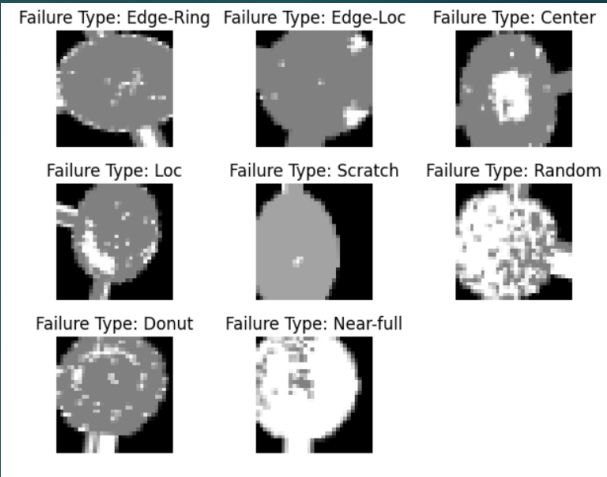 Failure Type: Edge-Ring
Failure Type: Edge-Loc
Failure Type: Center
Failure Type: Loc
Failure Type: Scratch
Failure Type: Random
Failure Type: Donut
Failure Type: Near-full